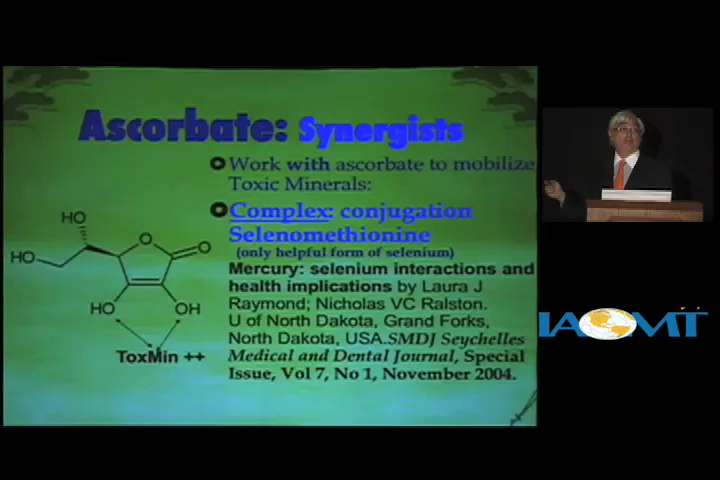 Ascorbate: Synergists
Work with ascorbate to mobilize
Toxic Minerals:
Complex: conjugation
Selenomethionine
(only helpful form of selenium)
Mercury: selenium interactions and
health implications by Laura J
Raymond; Nicholas VC Ralston.
U of North Dakota, Grand Forks,
North Dakota, USA.SMDJ Seychelles
Medical and Dental Journal, Special
Issue, Vol 7, No 1, November 2004.
HO
HO
O
O
HO
OH
ToxMin ++
IAOMT